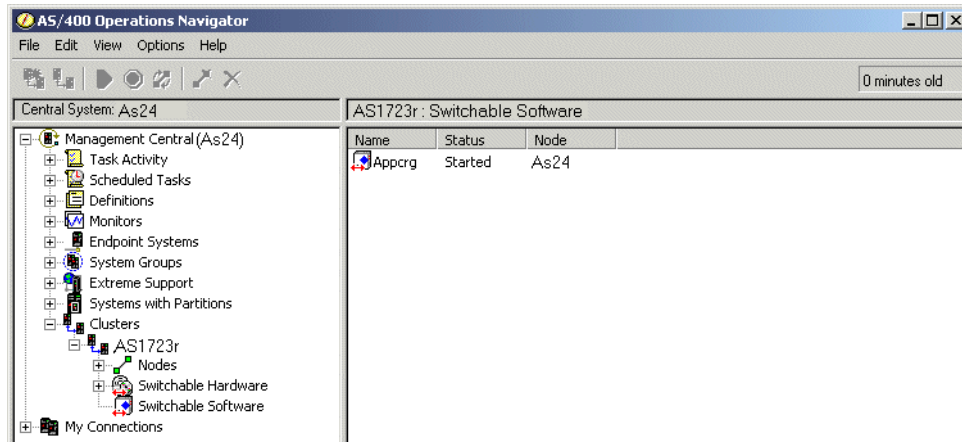 AS/400 Operations Navigator
File Edit View Options Help
0 minutes old
Central System: As24
AS1723r : Switchable Software
Management Central (As24)
Task Activity
Scheduled Tasks
Definitions
Monitors
Endpoint Systems
System Groups
Extreme Support
Systems with Partitions
Clusters
AS1723r
Nodes
Switchable Hardware
Switchable Software
My Connections
Name Status Node
Appcrg Started As24